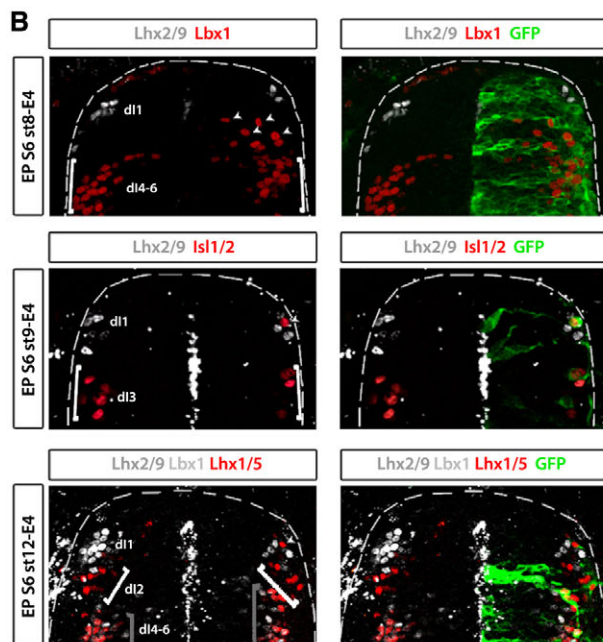 B
Lhx2/9 Lbx1
Lhx2/9 Lbx1 GFP
EP S6 st8-E4
dI1
dI4-6
Lhx2/9 Isl1/2
Lhx2/9 Isl1/2 GFP
EP S6 st9-E4
dI1
dI3
Lhx2/9 Lbx1 Lhx1/5
Lhx2/9 Lbx1 Lhx1/5 GFP
EP S6 st12-E4
dI1
dI2
dI4-6